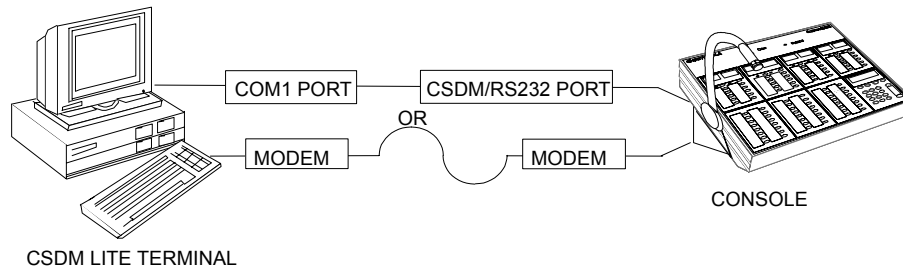 COM1 PORT
CSDM/RS232 PORT
OR
MODEM
MODEM
CONSOLE
CSDM LITE TERMINAL